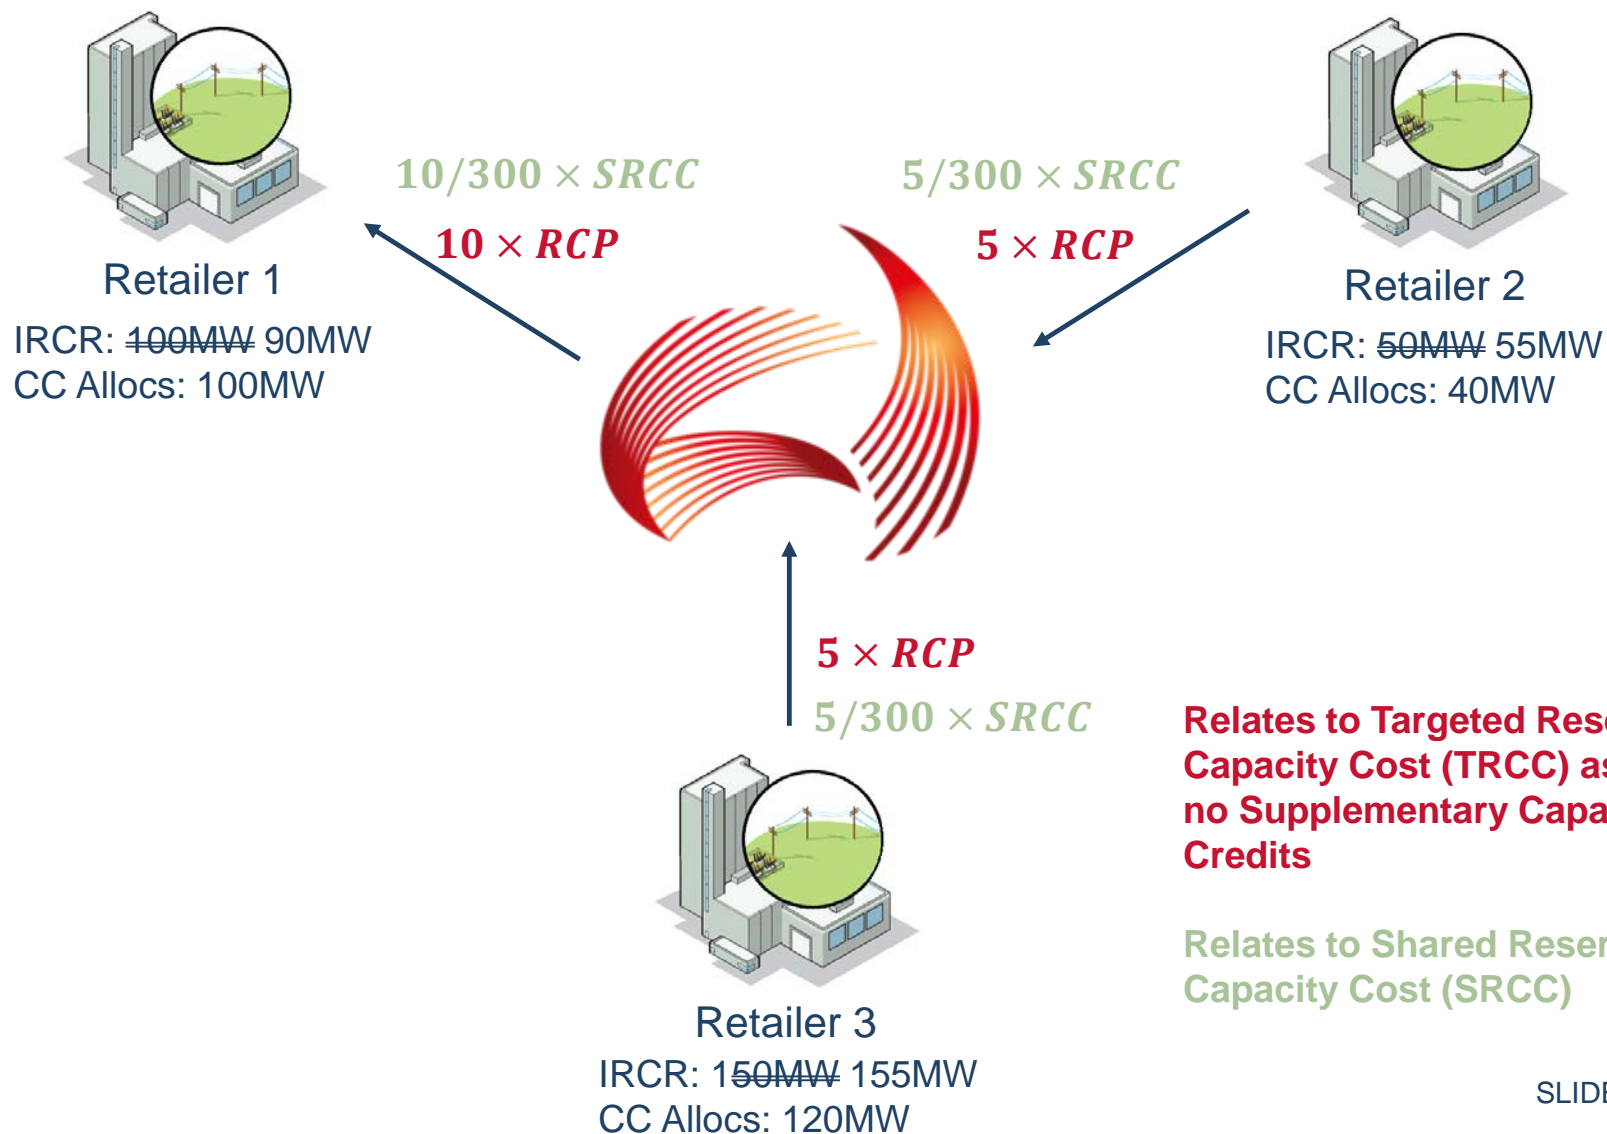 10/300 × SRCC
10 × RCP
5/300 × SRCC
5 × RCP
Retailer 1
IRCR: 100MW 90MW
CC Allocs: 100MW
Retailer 2
IRCR: 50MW 55MW
CC Allocs: 40MW
5 × RCP
5/300 × SRCC
Retailer 3
IRCR: 150MW 155MW
CC Allocs: 120MW
Relates to Targeted Rese
Capacity Cost (TRCC) as
no Supplementary Capa
Credits
Relates to Shared Reser
Capacity Cost (SRCC)
SLIDE